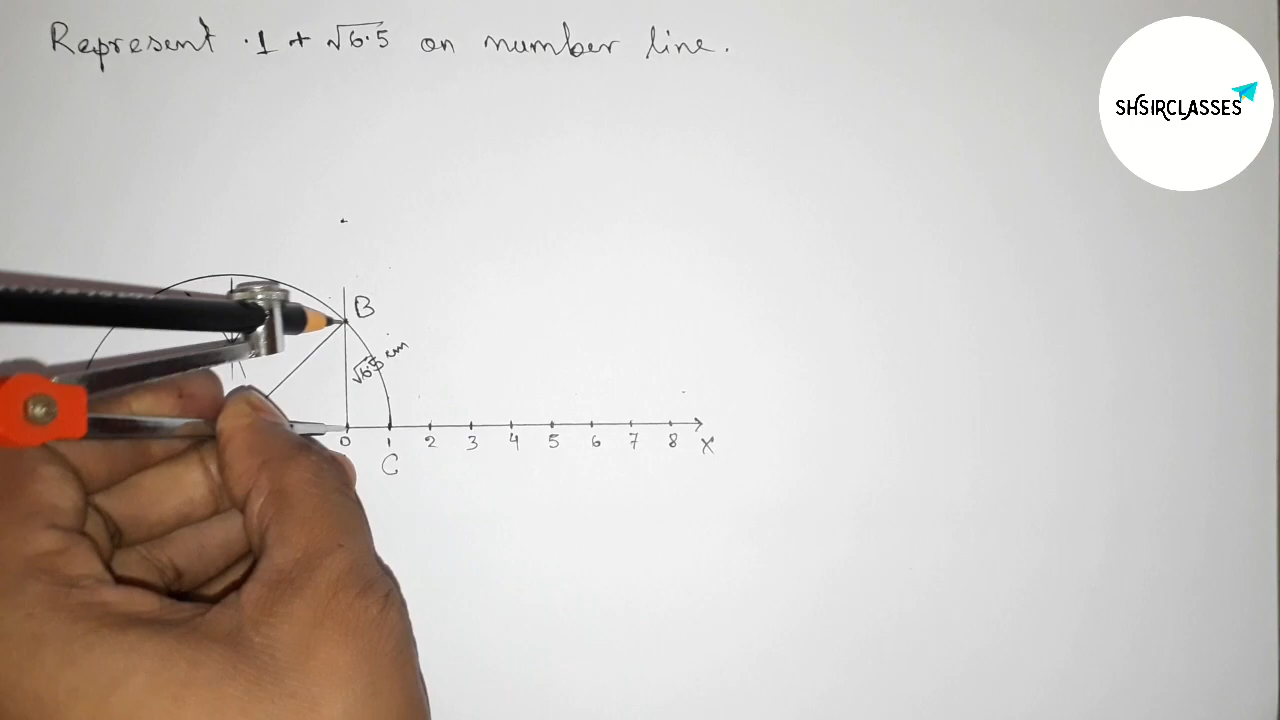 Represent .1 + √6.5 on number line.
SHSIRCLASSES
B
√6.5 cm
0 1 2 3 4 5 6 7 8 X
C